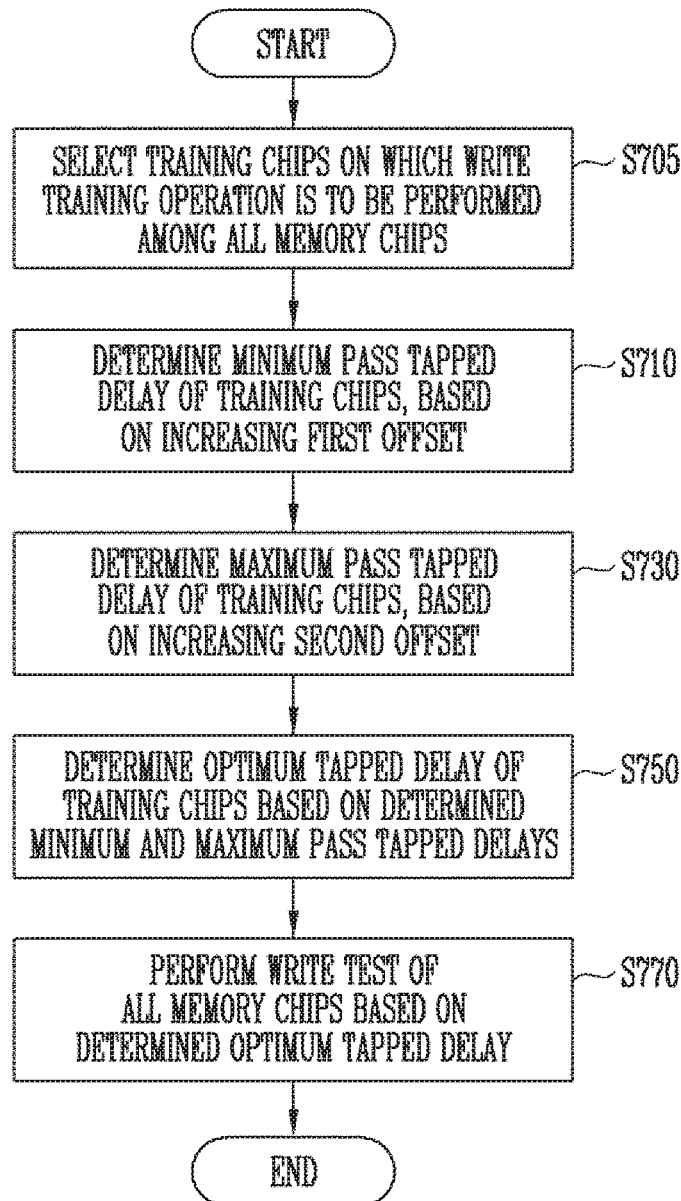 START
SELECT TRAINING CHIPS ON WHICH WRITE
TRAINING OPERATION IS TO BE PERFORMED
AMONG ALL MEMORY CHIPS
S705
DETERMINE MINIMUM PASS TAPPED
DELAY OF TRAINING CHIPS, BASED
ON INCREASING FIRST OFFSET
S710
DETERMINE MAXIMUM PASS TAPPED
DELAY OF TRAINING CHIPS, BASED
ON INCREASING SECOND OFFSET
S730
DETERMINE OPTIMUM TAPPED DELAY OF
TRAINING CHIPS BASED ON DETERMINED
MINIMUM AND MAXIMUM PASS TAPPED DELAYS
S750
PERFORM WRITE TEST OF
ALL MEMORY CHIPS BASED ON
DETERMINED OPTIMUM TAPPED DELAY
S770
END